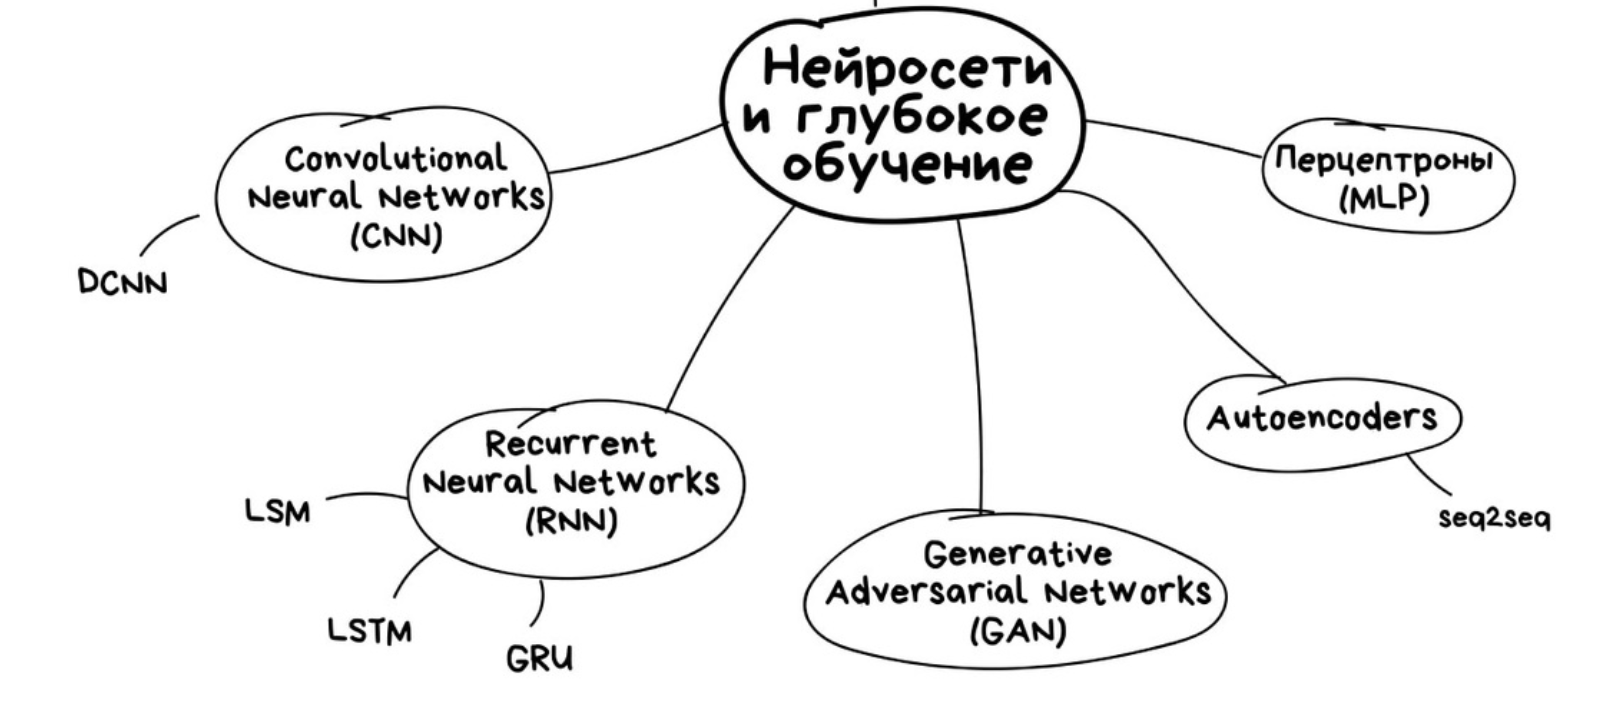 Нейросети
и глубокое
обучение
Convolutional
Neural Networks
(CNN)
DCNN
Перцептроны
(MLP)
Recurrent
Neural Networks
(RNN)
LSM
LSTM
GRU
Generative
Adversarial Networks
(GAN)
Autoencoders
seq2seq